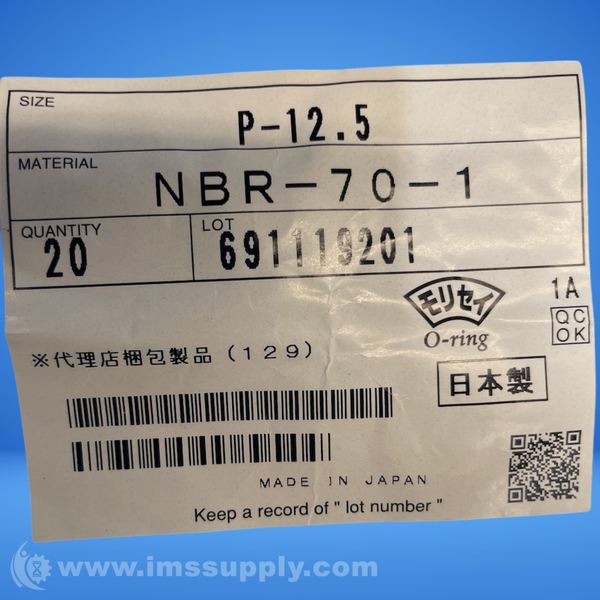 SIZE
P-12.5
MATERIAL
NBR-70-1
QUANTITY
20
LOT
691119201
モリセイ
O-ring
1A
QC
OK
※代理店梱包製品(129)
日本製
MADE IN JAPAN
Keep a record of " lot number "
www.imssupply.com